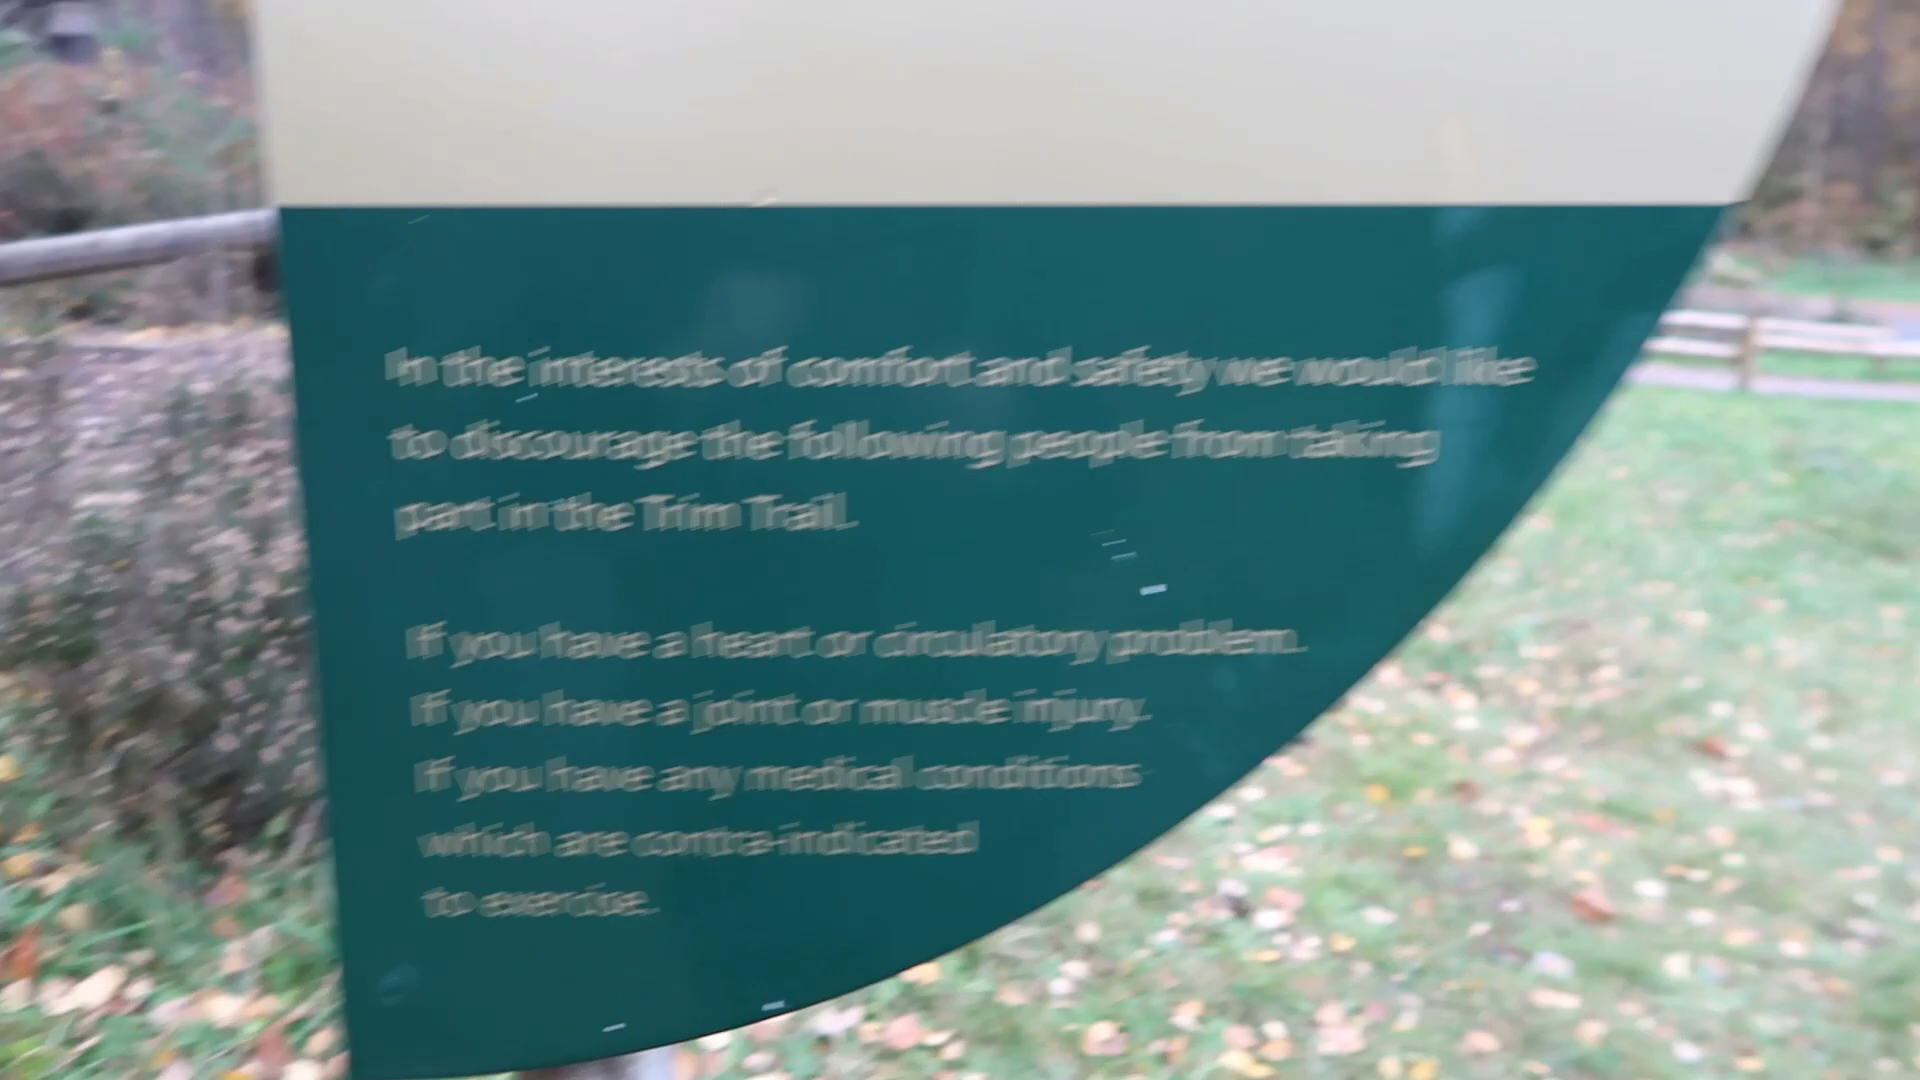 In the interests of comfort and safety we would like
to discourage the following people from taking
part in the Trim Trail.
If you have a heart or circulatory problem.
If you have a joint or muscle injury.
If you have any medical conditions
which are contra-indicated
to exercise.